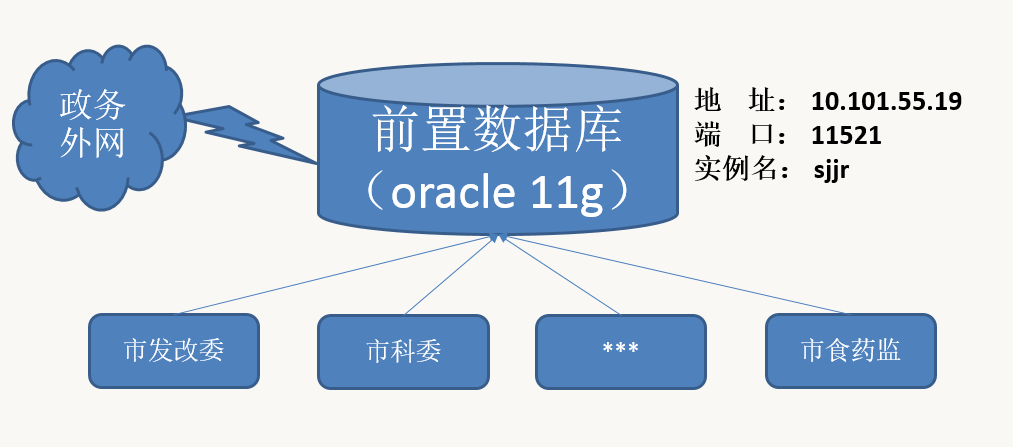 政务
外网
前置数据库
（oracle 11g）
地 址： 10.101.55.19
端 口： 11521
实例名： sjjr
市发改委
市科委
***
市食药监